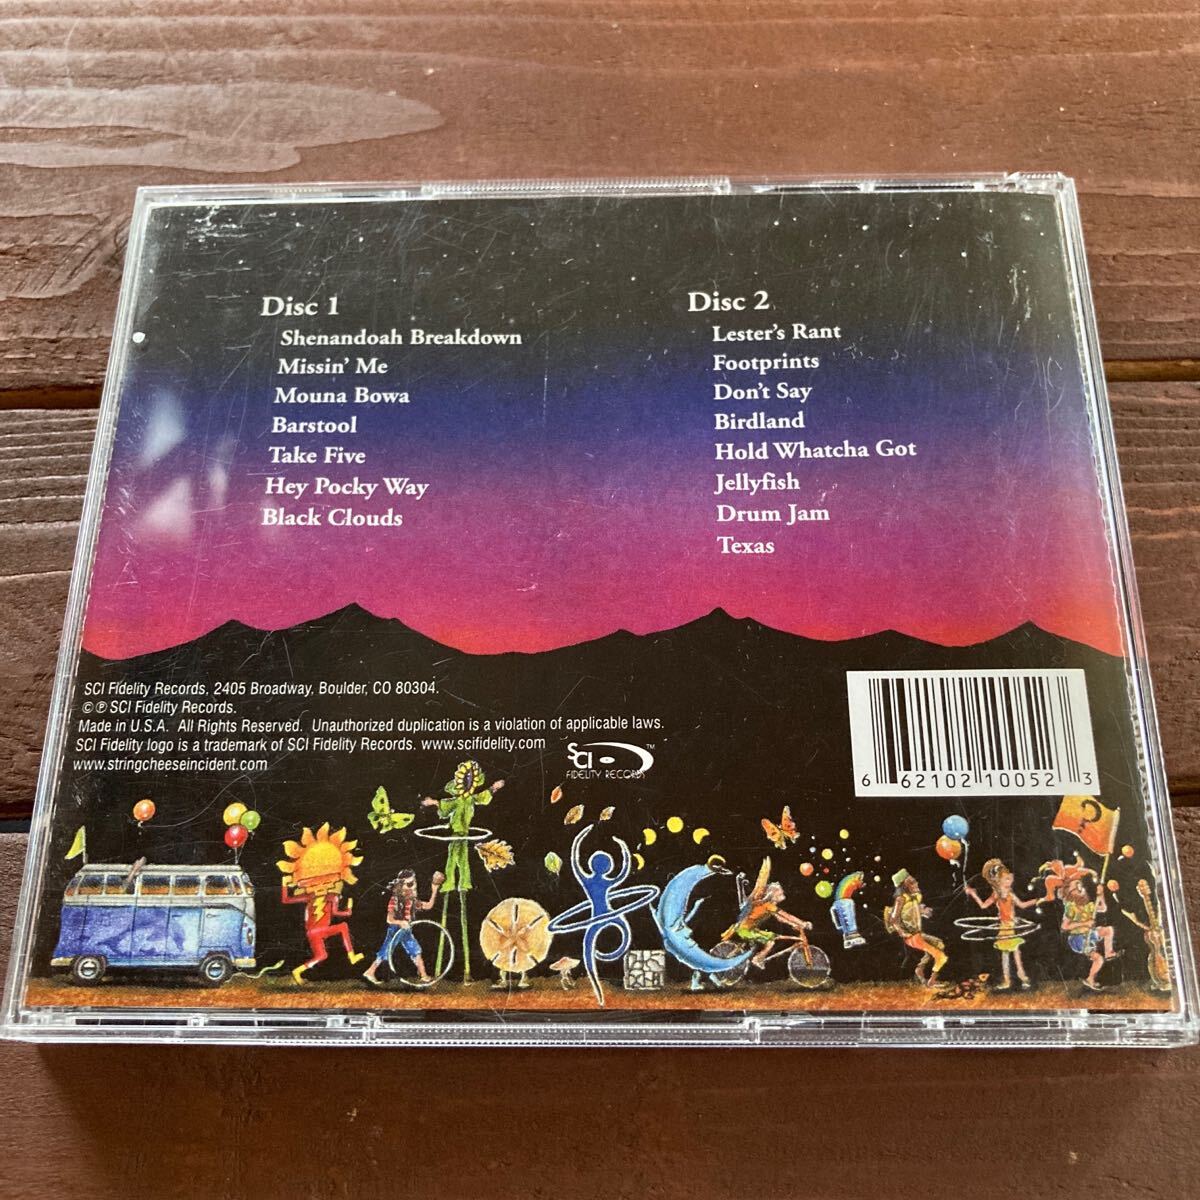 Disc 1
Shenandoah Breakdown
Missin' Me
Mouna Bowa
Barstool
Take Five
Hey Pocky Way
Black Clouds
Disc 2
Lester's Rant
Footprints
Don't Say
Birdland
Hold Whatcha Got
Jellyfish
Drum Jam
Texas
SCI Fidelity Records, 2405 Broadway, Boulder, CO 80304.
©℗ SCI Fidelity Records.
Made in U.S.A. All Rights Reserved. Unauthorized duplication is a violation of applicable laws.
SCI Fidelity logo is a trademark of SCI Fidelity Records. www.scifidelity.com
www.stringcheeseincident.com
SCI ™
FIDELITY RECORDS
6 62102 10052 3
?